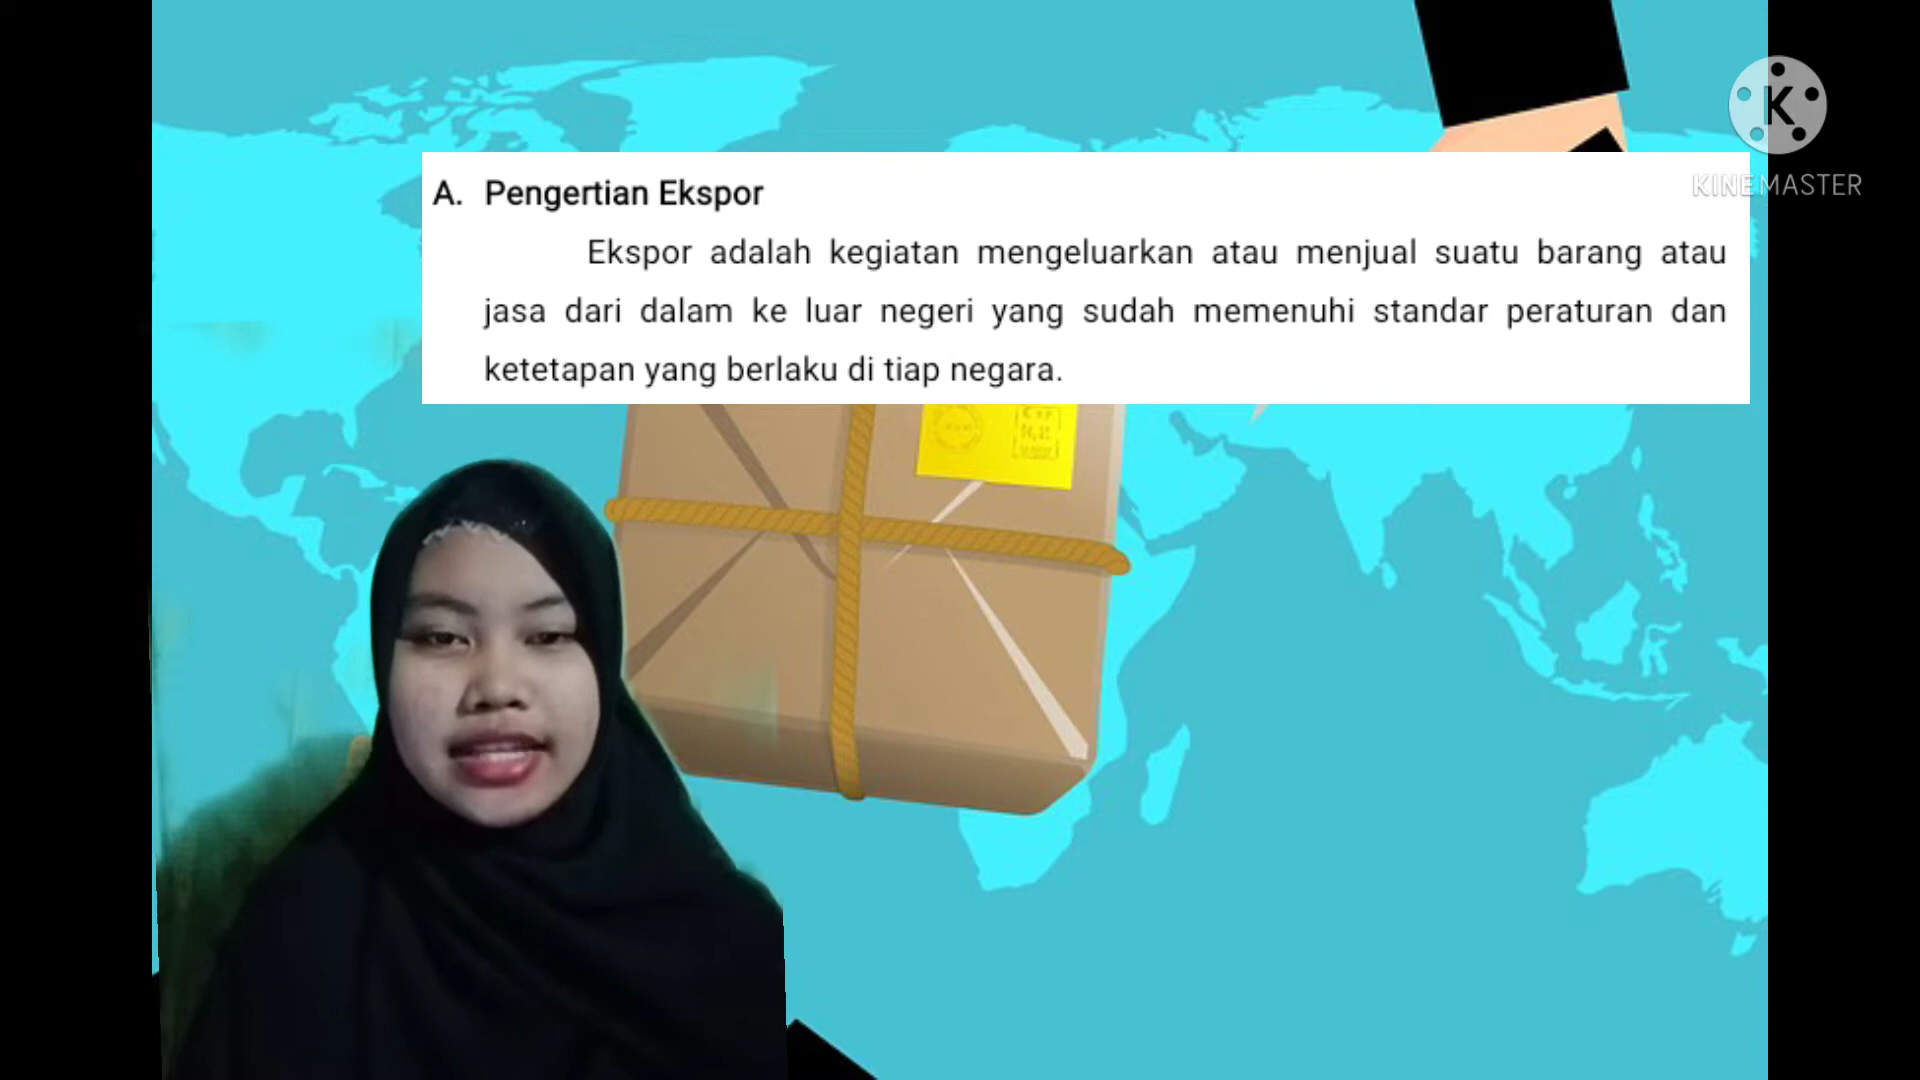 K
KINEMASTER
A. Pengertian Ekspor
Ekspor adalah kegiatan mengeluarkan atau menjual suatu barang atau
jasa dari dalam ke luar negeri yang sudah memenuhi standar peraturan dan
ketetapan yang berlaku di tiap negara.